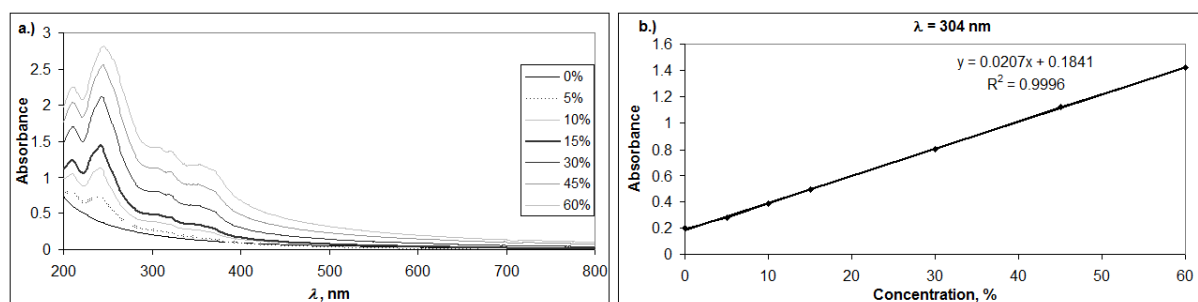 a.)
3
2.5
2
1.5
1
0.5
0
Absorbance
200 300 400 500 600 700 800
λ, nm
0%
5%
10%
15%
30%
45%
60%
b.)
λ = 304 nm
y = 0.0207x + 0.1841
R² = 0.9996
1.6
1.4
1.2
1
0.8
0.6
0.4
0.2
0
Absorbance
0 10 20 30 40 50 60
Concentration, %